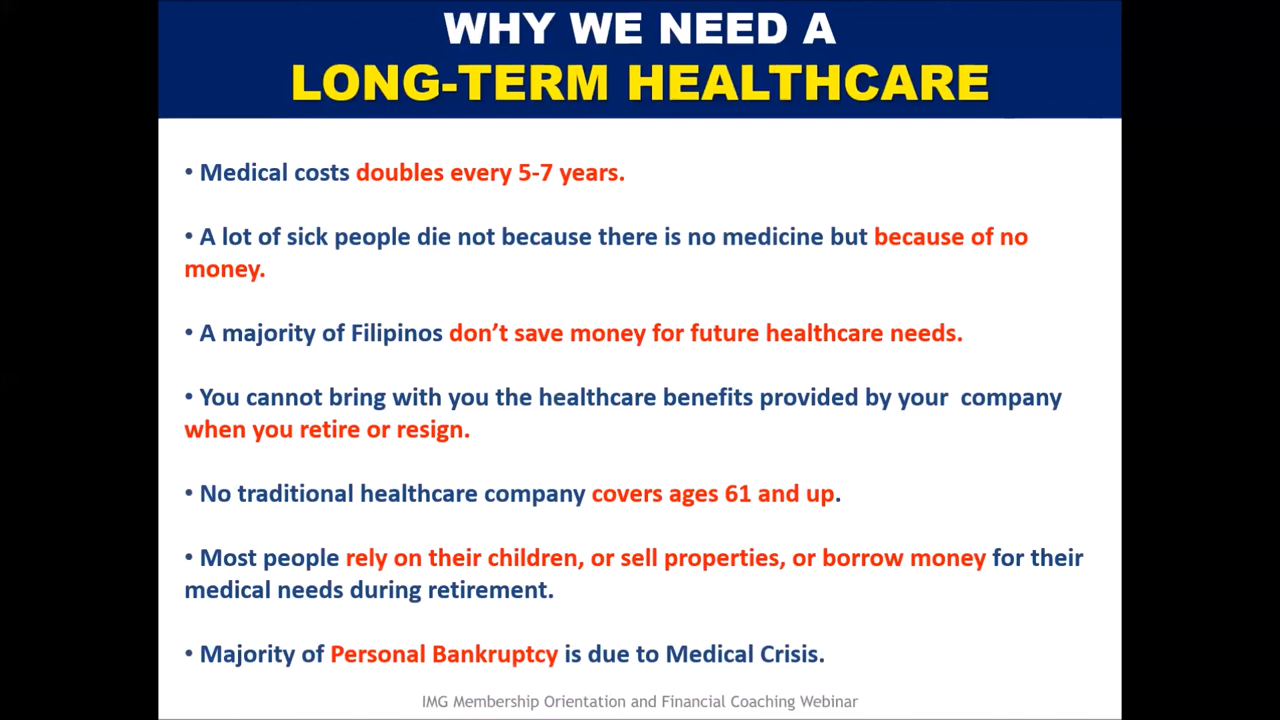 WHY WE NEED A
LONG-TERM HEALTHCARE
• Medical costs doubles every 5-7 years.
• A lot of sick people die not because there is no medicine but because of no
money.
• A majority of Filipinos don’t save money for future healthcare needs.
• You cannot bring with you the healthcare benefits provided by your company
when you retire or resign.
• No traditional healthcare company covers ages 61 and up.
• Most people rely on their children, or sell properties, or borrow money for their
medical needs during retirement.
• Majority of Personal Bankruptcy is due to Medical Crisis.
IMG Membership Orientation and Financial Coaching Webinar